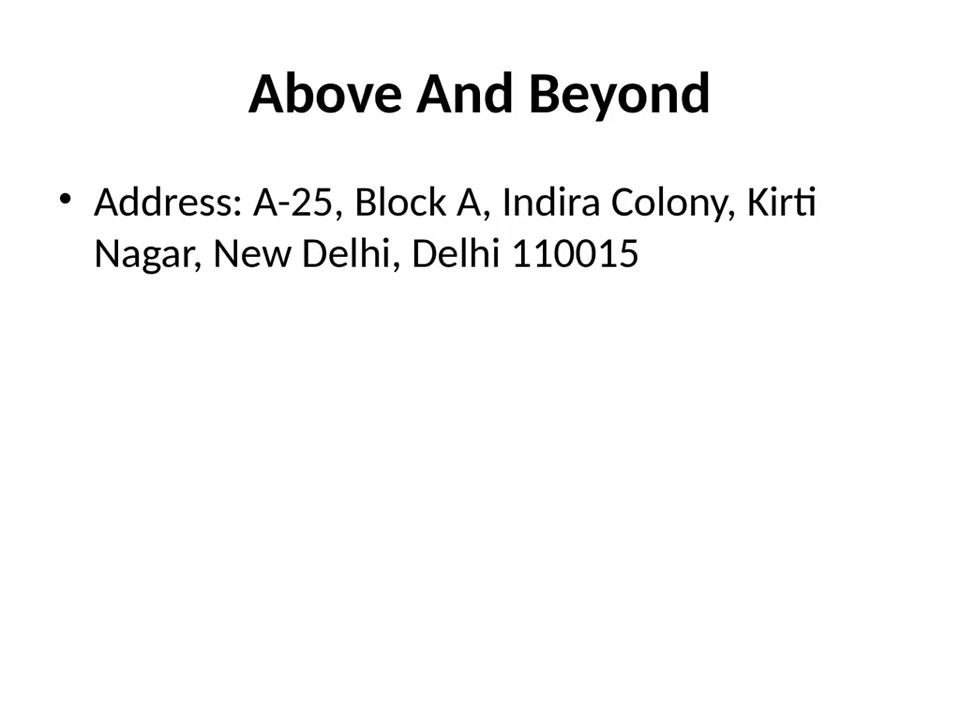 Above And Beyond
• Address: A-25, Block A, Indira Colony, Kirti
Nagar, New Delhi, Delhi 110015